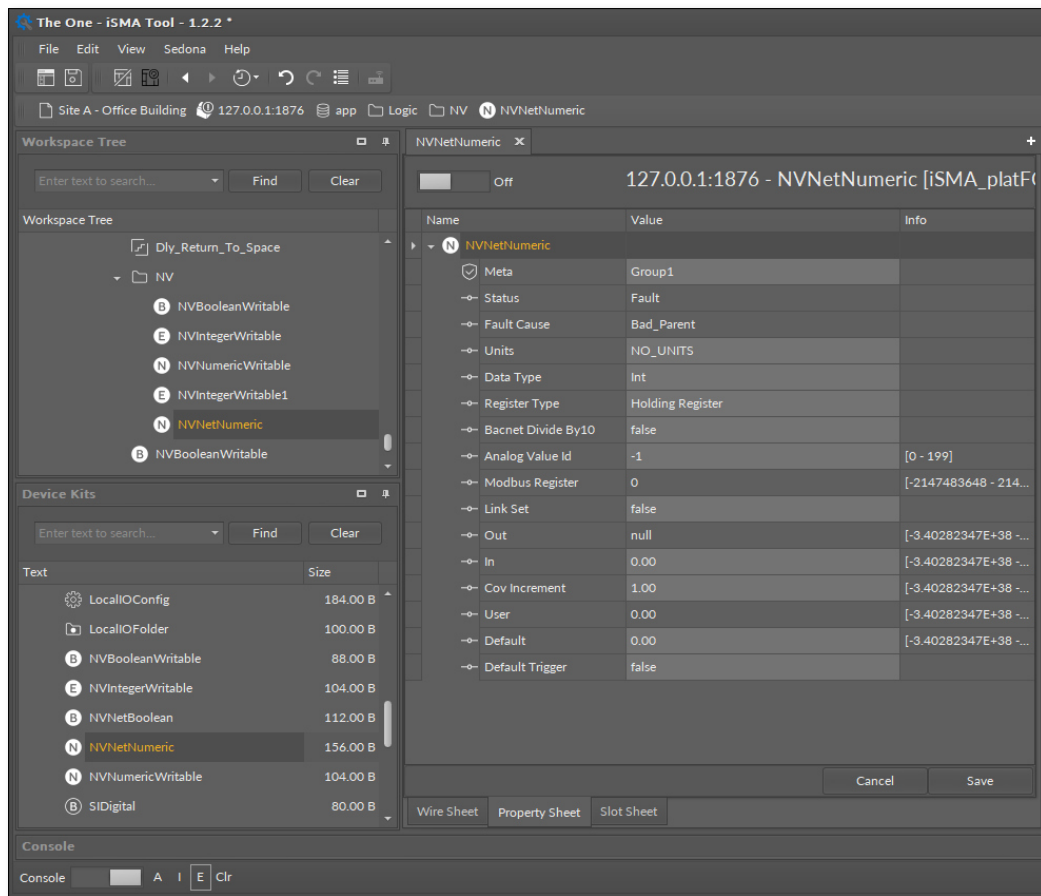 The One - iSMA Tool - 1.2.2 *
File Edit View Sedona Help
Site A - Office Building 127.0.0.1:1876 app Logic NV N NVNetNumeric
Workspace Tree
Enter text to search... Find Clear
Workspace Tree
Dly_Return_To_Space
NV
B NVBooleanWritable
E NVIntegerWritable
N NVNumericWritable
E NVIntegerWritable1
N NVNetNumeric
B NVBooleanWritable
Device Kits
Enter text to search... Find Clear
Text Size
LocalIOConfig 184.00 B
LocalIOFolder 100.00 B
B NVBooleanWritable 88.00 B
E NVIntegerWritable 104.00 B
B NVNetBoolean 112.00 B
N NVNetNumeric 156.00 B
N NVNumericWritable 104.00 B
B SIDigital 80.00 B
NVNetNumeric
Off 127.0.0.1:1876 - NVNetNumeric [iSMA_platF
Name Value Info
N NVNetNumeric
Meta Group1
Status Fault
Fault Cause Bad_Parent
Units NO_UNITS
Data Type Int
Register Type Holding Register
Bacnet Divide By10 false
Analog Value Id -1 [0 - 199]
Modbus Register 0 [-2147483648 - 214...
Link Set false
Out null [-3.40282347E+38 -...
In 0.00 [-3.40282347E+38 -...
Cov Increment 1.00 [-3.40282347E+38 -...
User 0.00 [-3.40282347E+38 -...
Default 0.00 [-3.40282347E+38 -...
Default Trigger false
Cancel Save
Wire Sheet Property Sheet Slot Sheet
Console
Console A I E Clr